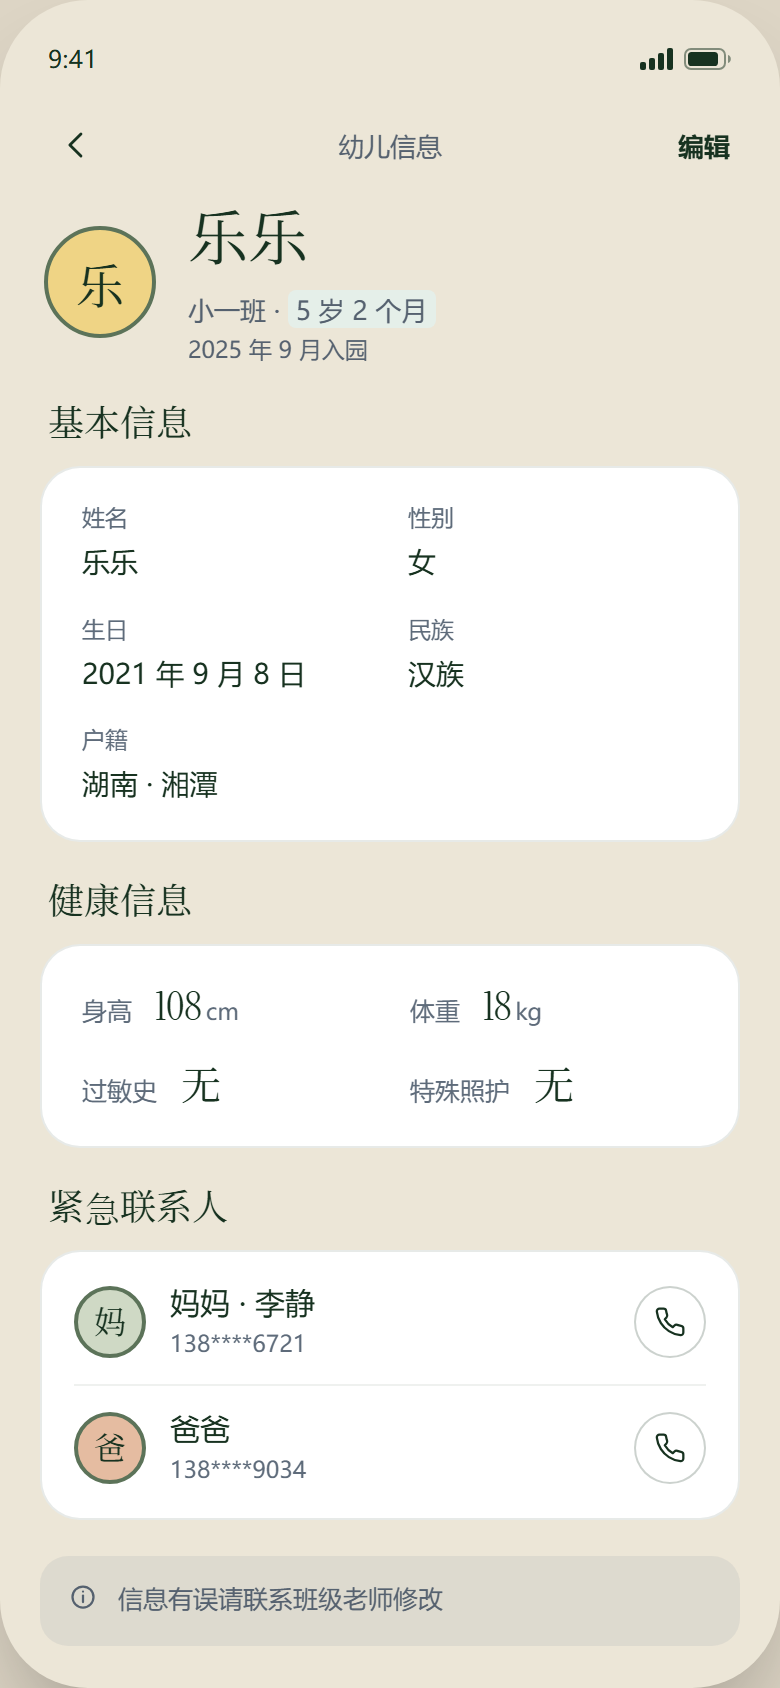 9:41
幼儿信息 编辑
乐
乐乐
小一班 · 5 岁 2 个月
2025 年 9 月入园
基本信息
姓名 性别
乐乐 女
生日 民族
2021 年 9 月 8 日 汉族
户籍
湖南 · 湘潭
健康信息
身高 108 cm 体重 18 kg
过敏史 无 特殊照护 无
紧急联系人
妈 妈妈 · 李静
138****6721
爸 爸爸
138****9034
信息有误请联系班级老师修改